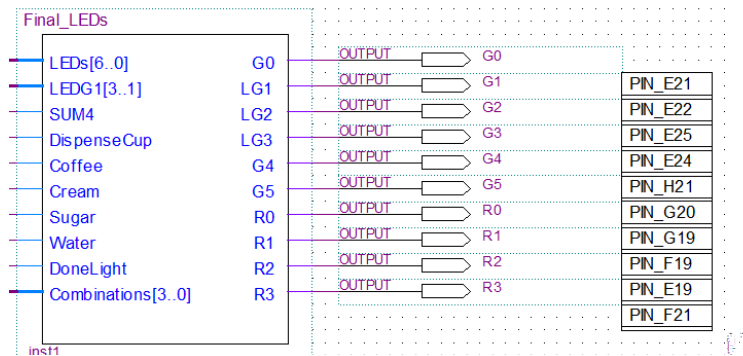 Final_LEDs
LEDs[6..0] G0 OUTPUT G0
LEDG1[3..1] LG1 OUTPUT G1 PIN_E21
SUM4 LG2 OUTPUT G2 PIN_E22
DispenseCup LG3 OUTPUT G3 PIN_E25
Coffee G4 OUTPUT G4 PIN_E24
Cream G5 OUTPUT G5 PIN_H21
Sugar R0 OUTPUT R0 PIN_G20
Water R1 OUTPUT R1 PIN_G19
DoneLight R2 OUTPUT R2 PIN_F19
Combinations[3..0] R3 OUTPUT R3 PIN_E19
PIN_F21
inst1